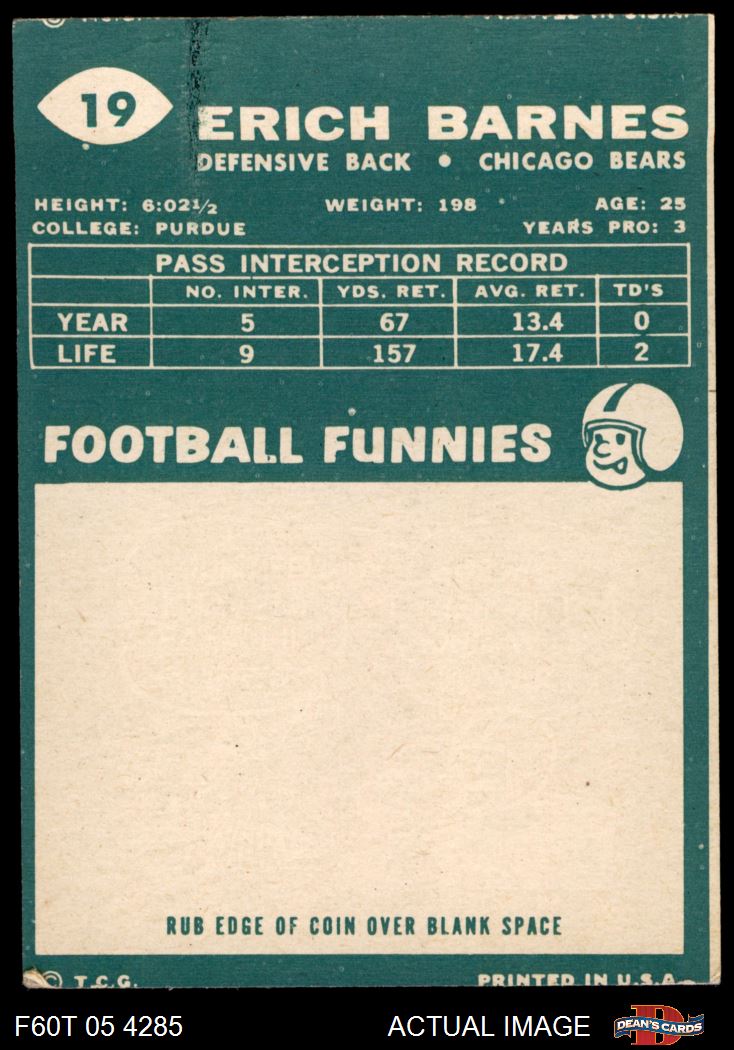 19
ERICH BARNES
DEFENSIVE BACK • CHICAGO BEARS
HEIGHT: 6:02½ WEIGHT: 198 AGE: 25
COLLEGE: PURDUE YEARS PRO: 3
PASS INTERCEPTION RECORD
NO. INTER. YDS. RET. AVG. RET. TD'S
YEAR 5 67 13.4 0
LIFE 9 157 17.4 2
FOOTBALL FUNNIES
RUB EDGE OF COIN OVER BLANK SPACE
© T.C.G. PRINTED IN U.S.A.
F60T 05 4285 ACTUAL IMAGE DEAN'S CARDS